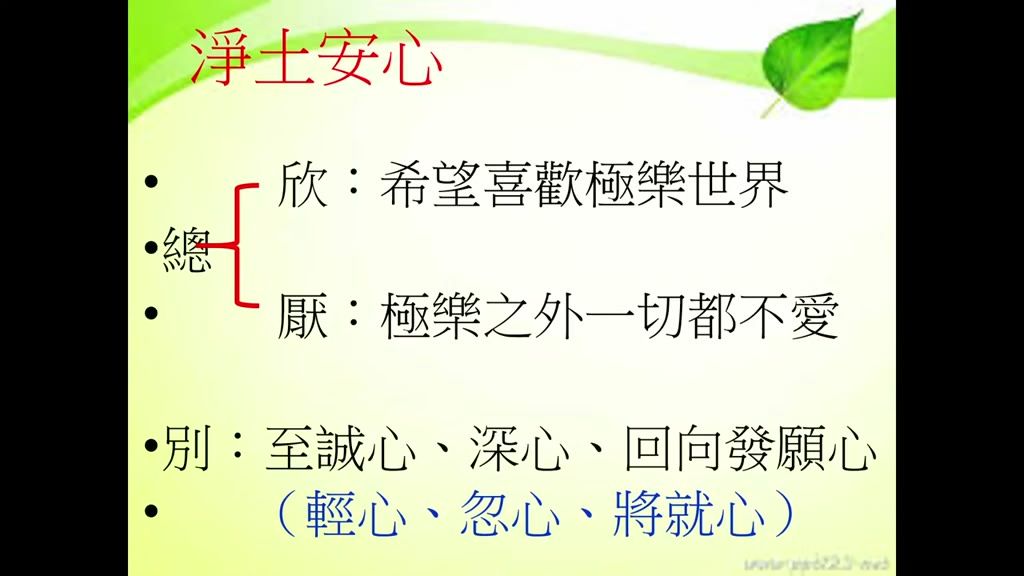 淨土安心
• 欣：希望喜歡極樂世界
•總
• 厭：極樂之外一切都不愛
•別：至誠心、深心、回向發願心
• （輕心、忽心、將就心）